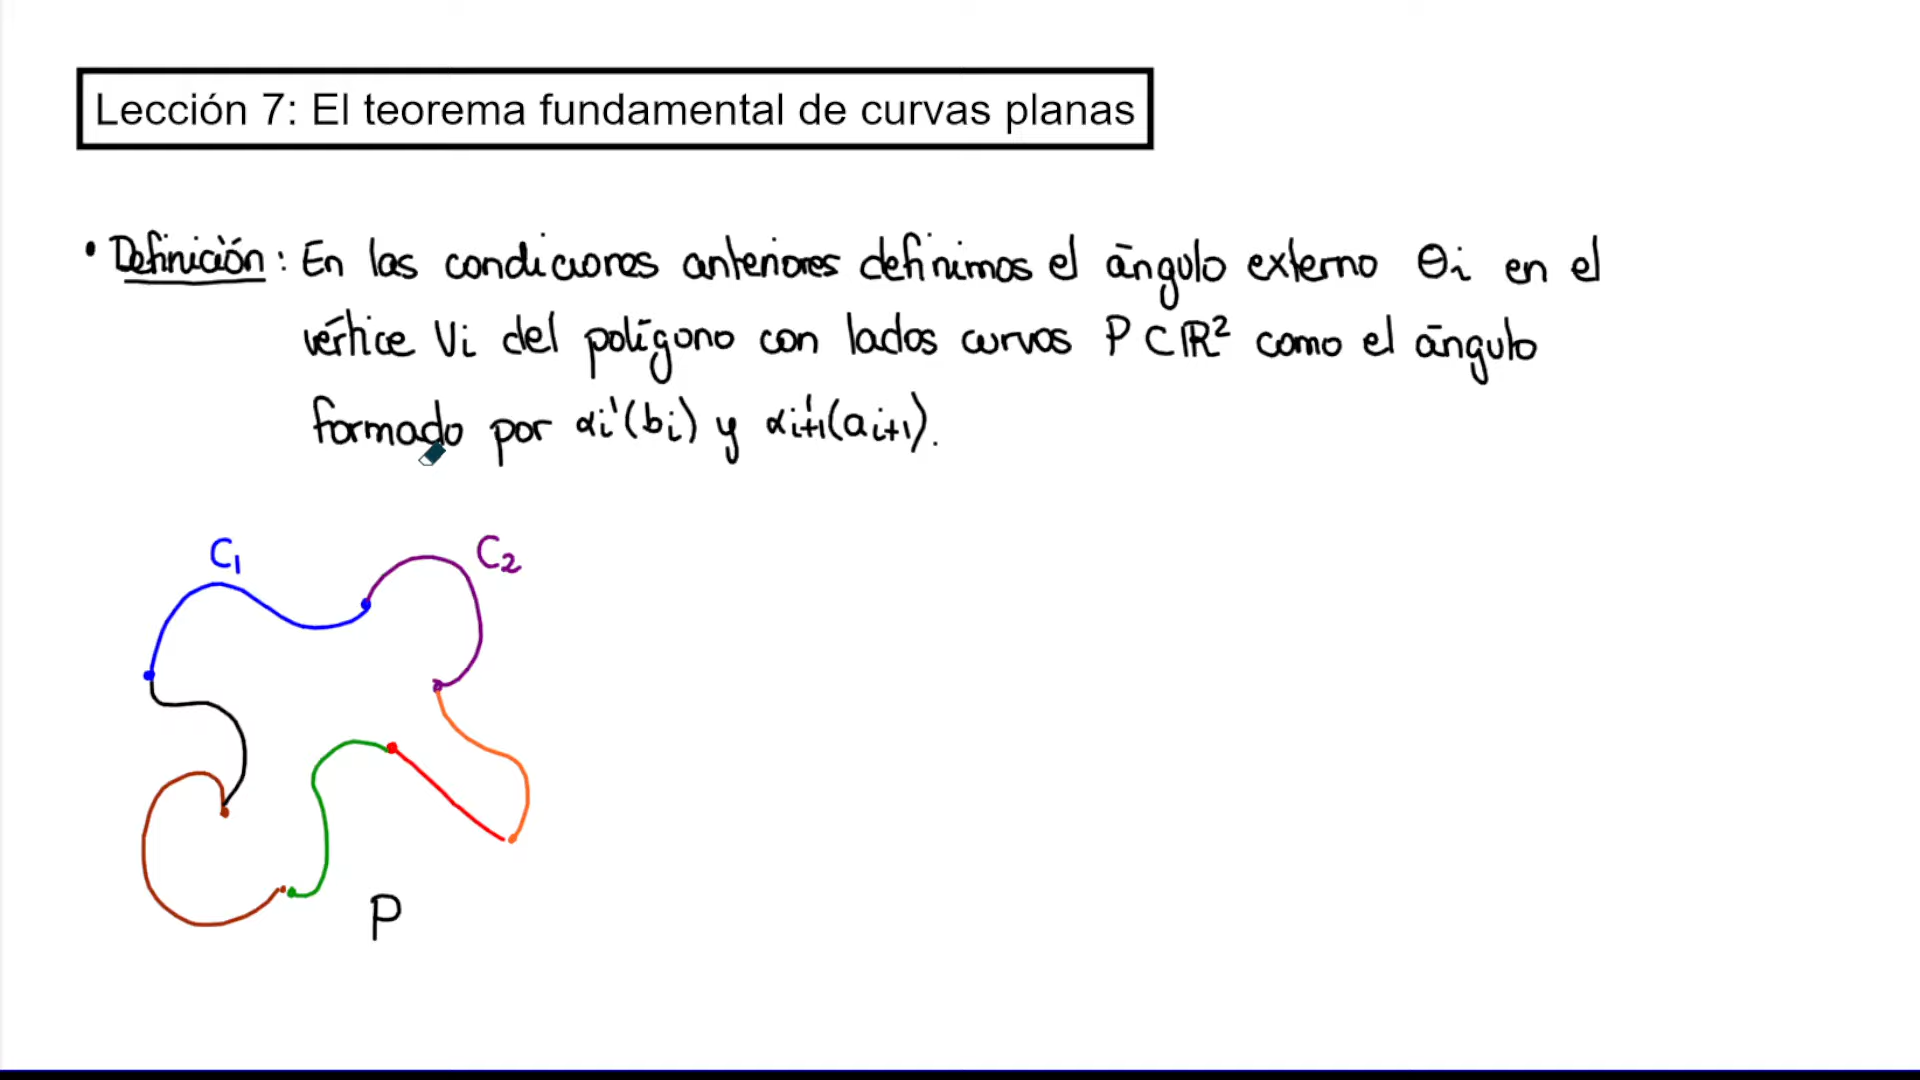 Lección 7: El teorema fundamental de curvas planas
• Definición: En las condiciones anteriores definimos el ángulo externo θi en el
vértice Vi del polígono con lados curvos P ⊂ ℝ² como el ángulo
formado por αi'(bi) y αi+1'(ai+1).
C1
C2
P